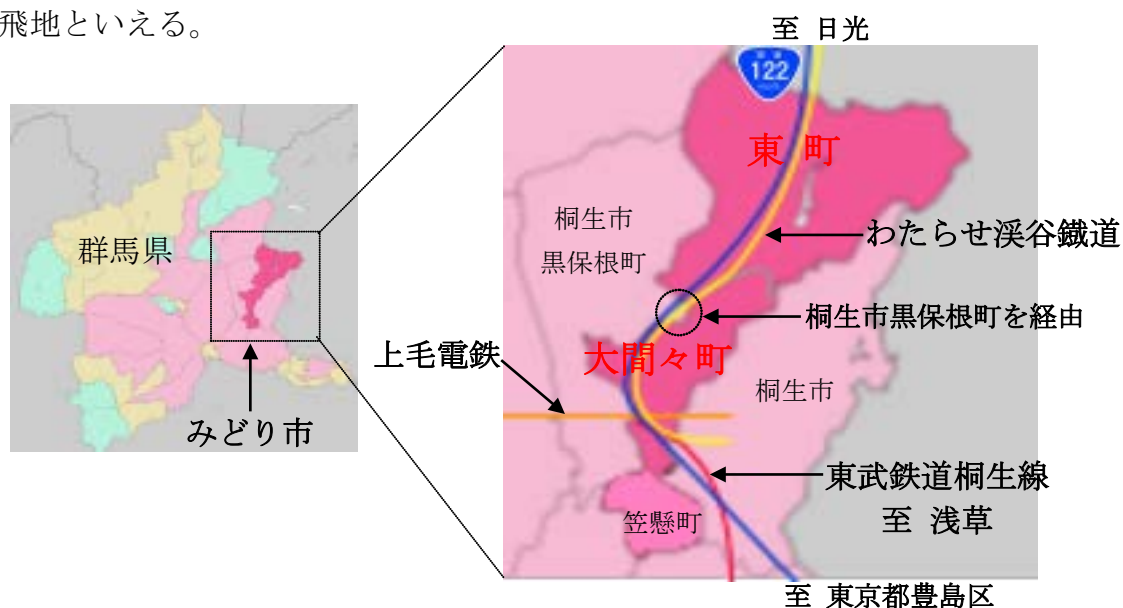 飛地といえる。
至 日光
122
東 町
群馬県
桐生市
黒保根町
わたらせ渓谷鐵道
桐生市黒保根町を経由
上毛電鉄
大間々町
桐生市
みどり市
東武鉄道桐生線
笠懸町
至 浅草
至 東京都豊島区